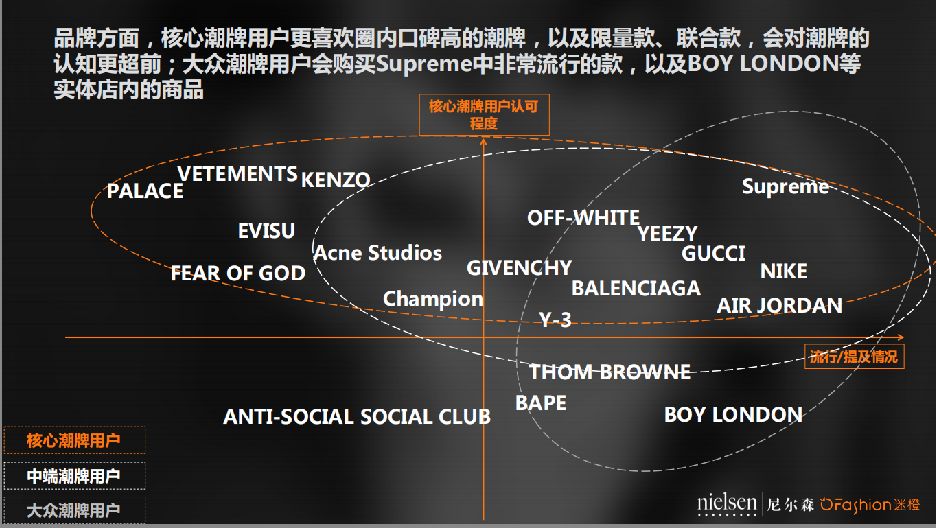 品牌方面，核心潮牌用户更喜欢圈内口碑高的潮牌，以及限量款、联合款，会对潮牌的
认知更超前；大众潮牌用户会购买Supreme中非常流行的款，以及BOY LONDON等
实体店内的商品
核心潮牌用户认可
程度
VETEMENTS
KENZO
PALACE
Supreme
OFF-WHITE
EVISU
YEEZY
Acne Studios
GUCCI
FEAR OF GOD
GIVENCHY
NIKE
BALENCIAGA
Champion
AIR JORDAN
Y-3
流行/提及情况
THOM BROWNE
BAPE
ANTI-SOCIAL SOCIAL CLUB
BOY LONDON
核心潮牌用户
中端潮牌用户
大众潮牌用户
nielsen 尼尔森 OFashion迷橙